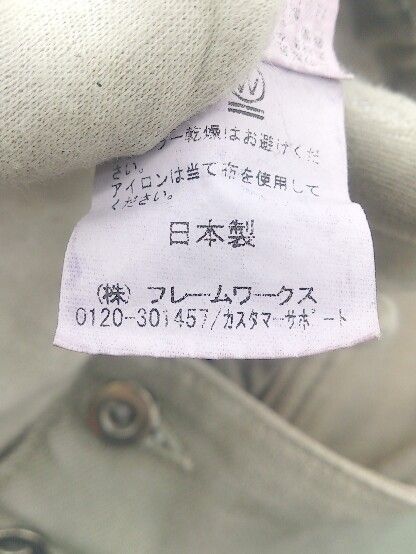 W
ー乾燥はお避けくだ
さい。
アイロンは当て布を使用して
ください。
日本製
(株) フレームワークス
0120-301457/カスタマーサポート